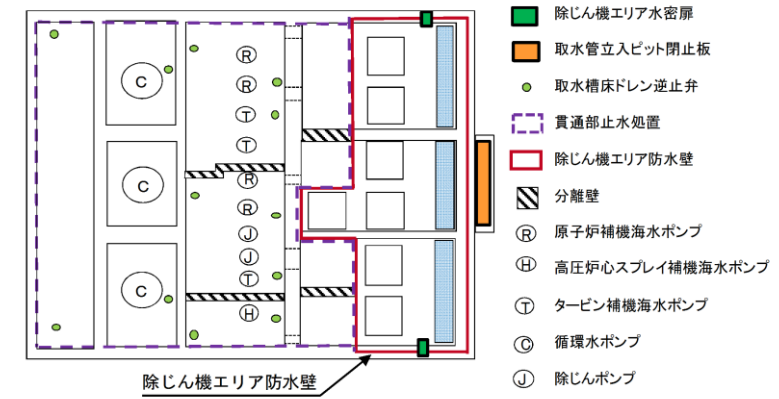 C
C
C
R
R
T
T
R
R
J
J
T
H
除じん機エリア防水壁
除じん機エリア水密扉
取水管立入ピット閉止板
取水槽床ドレン逆止弁
貫通部止水処置
除じん機エリア防水壁
分離壁
R 原子炉補機海水ポンプ
H 高圧炉心スプレイ補機海水ポンプ
T タービン補機海水ポンプ
C 循環水ポンプ
J 除じんポンプ